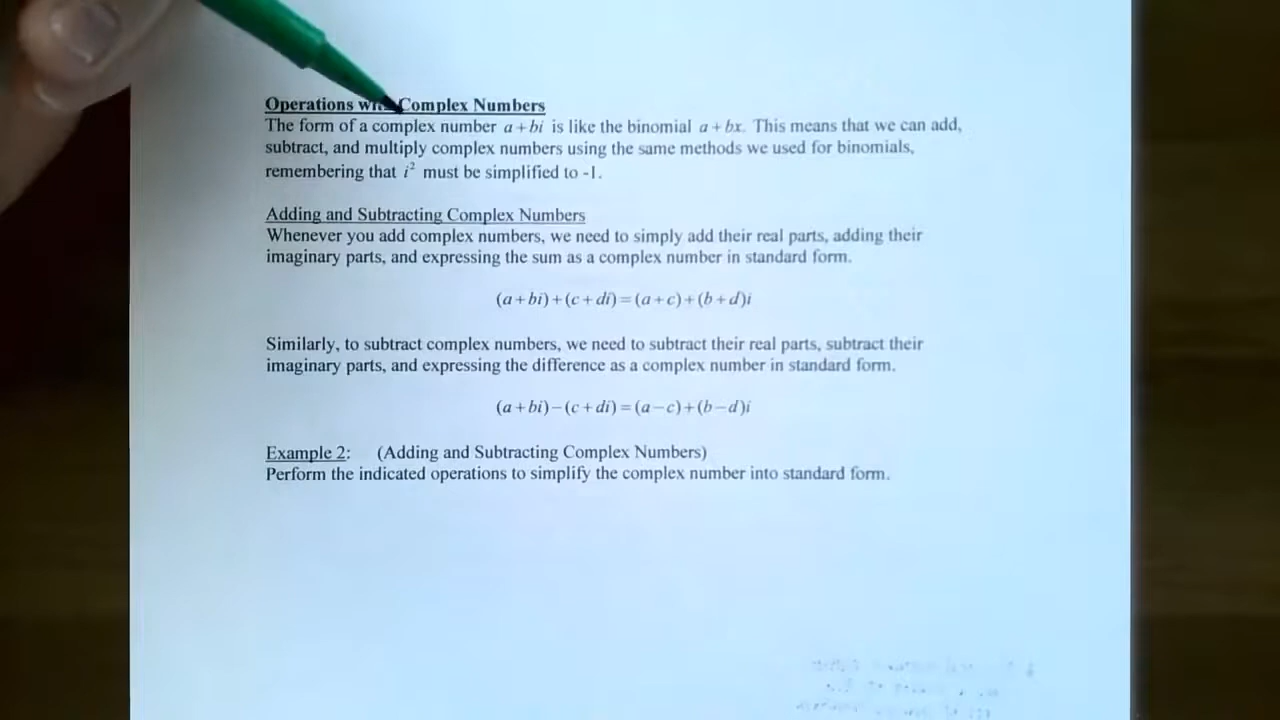 Operations with Complex Numbers
The form of a complex number a + bi is like the binomial a + bx. This means that we can add,
subtract, and multiply complex numbers using the same methods we used for binomials,
remembering that i² must be simplified to -1.
Adding and Subtracting Complex Numbers
Whenever you add complex numbers, we need to simply add their real parts, adding their
imaginary parts, and expressing the sum as a complex number in standard form.
(a + bi) + (c + di) = (a + c) + (b + d)i
Similarly, to subtract complex numbers, we need to subtract their real parts, subtract their
imaginary parts, and expressing the difference as a complex number in standard form.
(a + bi) − (c + di) = (a − c) + (b − d)i
Example 2: (Adding and Subtracting Complex Numbers)
Perform the indicated operations to simplify the complex number into standard form.